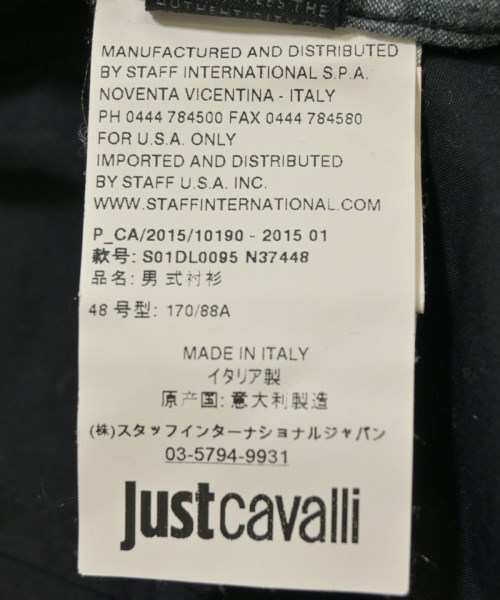 AUTHENTICITY
MANUFACTURED AND DISTRIBUTED
BY STAFF INTERNATIONAL S.P.A.
NOVENTA VICENTINA - ITALY
PH 0444 784500 FAX 0444 784580
FOR U.S.A. ONLY
IMPORTED AND DISTRIBUTED
BY STAFF U.S.A. INC.
WWW.STAFFINTERNATIONAL.COM
P_CA/2015/10190 - 2015 01
款号: S01DL0095 N37448
品名: 男 式衬衫
48 号型: 170/88A
MADE IN ITALY
イタリア製
原产国: 意大利製造
(株)スタッフインターナショナルジャパン
03-5794-9931
Justcavalli